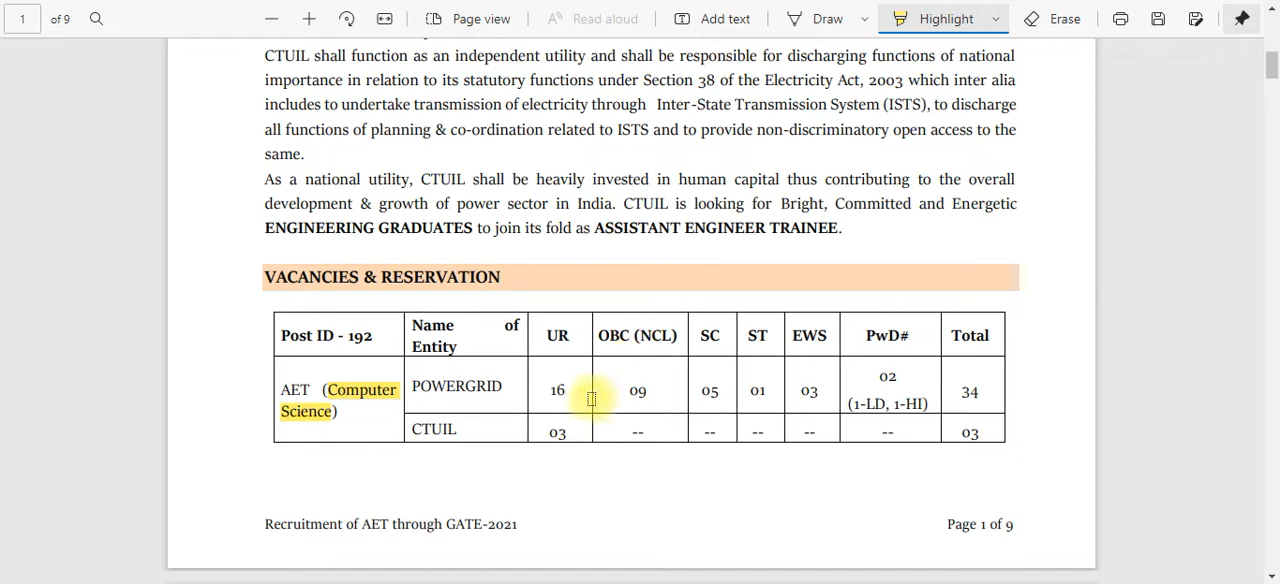 1 of 9 Page view Read aloud Add text Draw Highlight Erase
CTUIL shall function as an independent utility and shall be responsible for discharging functions of national
importance in relation to its statutory functions under Section 38 of the Electricity Act, 2003 which inter alia
includes to undertake transmission of electricity through Inter-State Transmission System (ISTS), to discharge
all functions of planning & co-ordination related to ISTS and to provide non-discriminatory open access to the
same.
As a national utility, CTUIL shall be heavily invested in human capital thus contributing to the overall
development & growth of power sector in India. CTUIL is looking for Bright, Committed and Energetic
ENGINEERING GRADUATES to join its fold as ASSISTANT ENGINEER TRAINEE.
VACANCIES & RESERVATION
Post ID - 192 Name of Entity UR OBC (NCL) SC ST EWS PwD# Total
AET (Computer Science) POWERGRID 16 09 05 01 03 02 (1-LD, 1-HI) 34
CTUIL 03 -- -- -- -- -- 03
Recruitment of AET through GATE-2021 Page 1 of 9